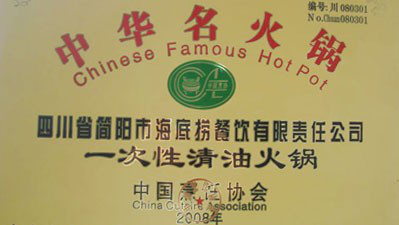 编号:川080301
No.Chuan080301
中华名火锅
Chinese Famous Hot Pot
四川省简阳市海底捞餐饮有限责任公司
一次性清油火锅
中国烹饪协会
China Cuisine Association
2008年